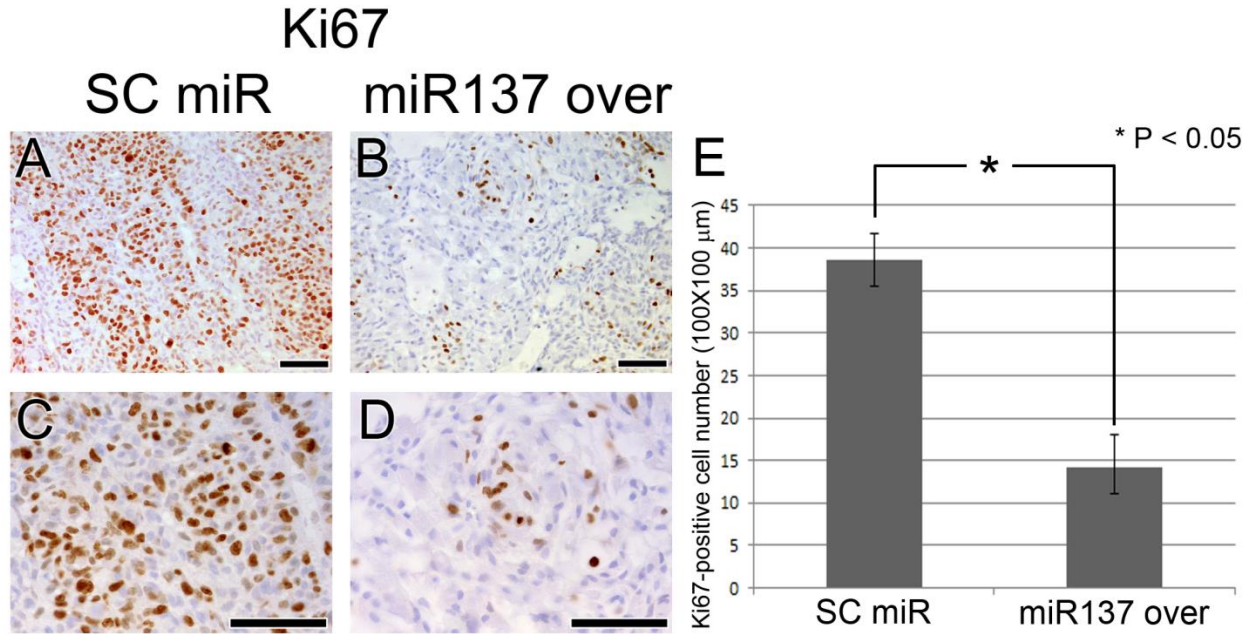 Ki67
SC miR
miR137 over
A
B
C
D
E
* P < 0.05
*
Ki67-positive cell number (100X100 µm)
45
40
35
30
25
20
15
10
5
0
SC miR
miR137 over